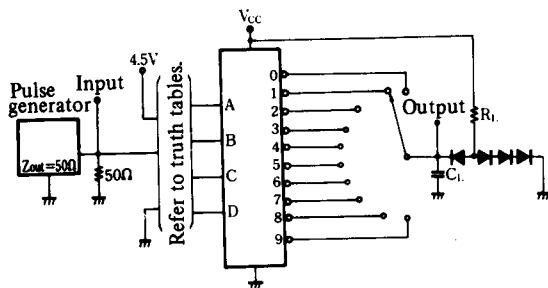 Vcc
4.5V
Input
Pulse
generator
Zout=50Ω
50Ω
Refer to truth tables.
A
B
C
D
0
1
2
3
4
5
6
7
8
9
Output
RL
CL